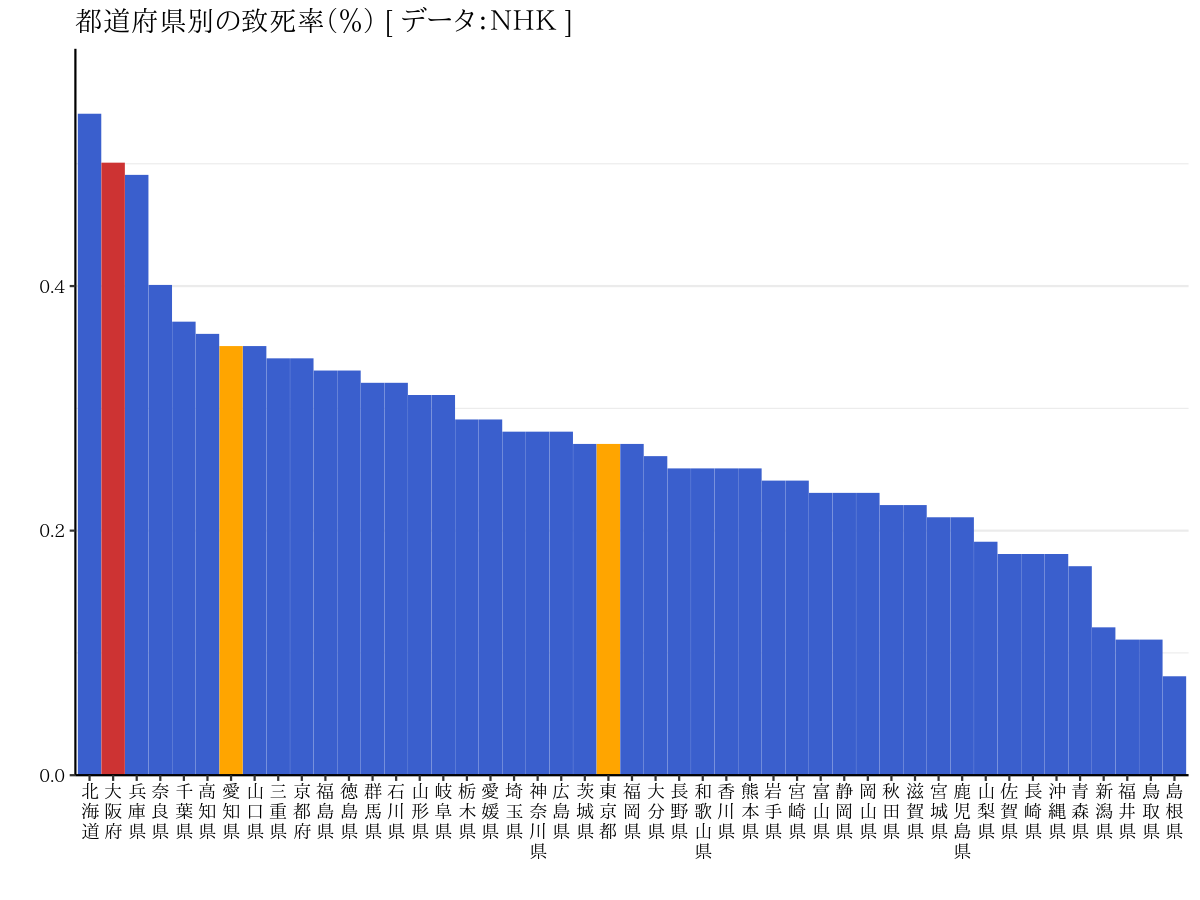 都道府県別の致死率(%) [ データ:NHK ]
0.4
0.2
0.0
北海道
大阪府
兵庫県
奈良県
千葉県
高知県
愛知県
山口県
三重県
京都府
福島県
徳島県
群馬県
石川県
山形県
岐阜県
栃木県
愛媛県
埼玉県
神奈川県
広島県
茨城県
東京都
福岡県
大分県
長野県
和歌山県
香川県
熊本県
岩手県
宮崎県
富山県
静岡県
岡山県
秋田県
滋賀県
宮城県
鹿児島県
山梨県
佐賀県
長崎県
沖縄県
青森県
新潟県
福井県
鳥取県
島根県